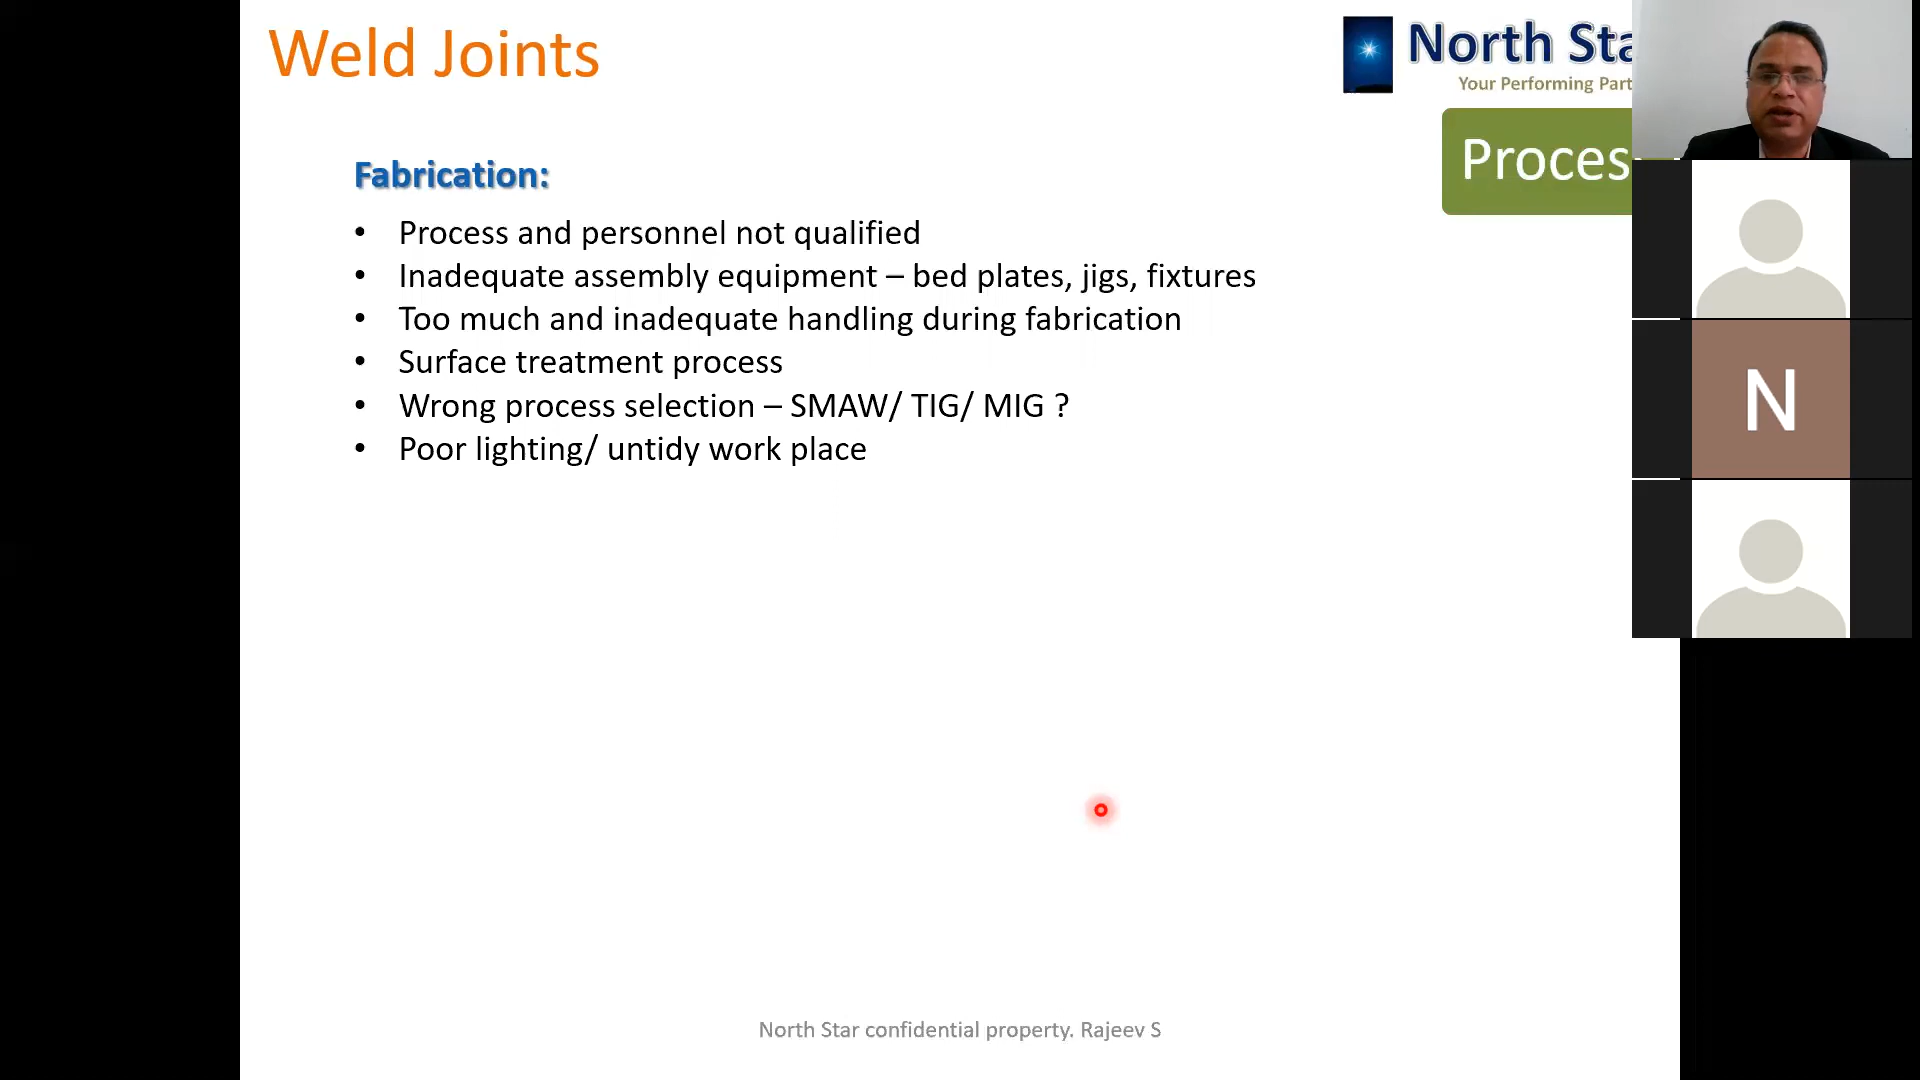 Weld Joints
North Sta
Your Performing Part
Process
Fabrication:
• Process and personnel not qualified
• Inadequate assembly equipment – bed plates, jigs, fixtures
• Too much and inadequate handling during fabrication
• Surface treatment process
• Wrong process selection – SMAW/ TIG/ MIG ?
• Poor lighting/ untidy work place
N
North Star confidential property. Rajeev S